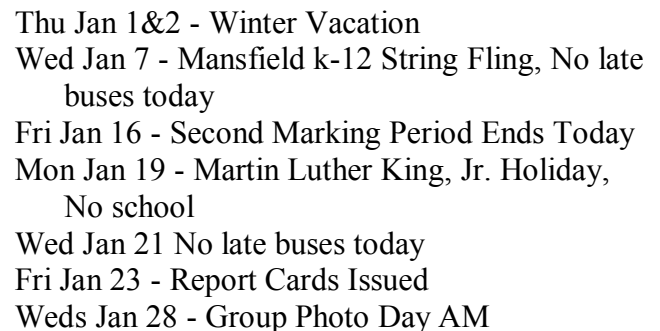 Thu Jan 1&2 - Winter Vacation
Wed Jan 7 - Mansfield k-12 String Fling, No late
buses today
Fri Jan 16 - Second Marking Period Ends Today
Mon Jan 19 - Martin Luther King, Jr. Holiday,
No school
Wed Jan 21 No late buses today
Fri Jan 23 - Report Cards Issued
Weds Jan 28 - Group Photo Day AM